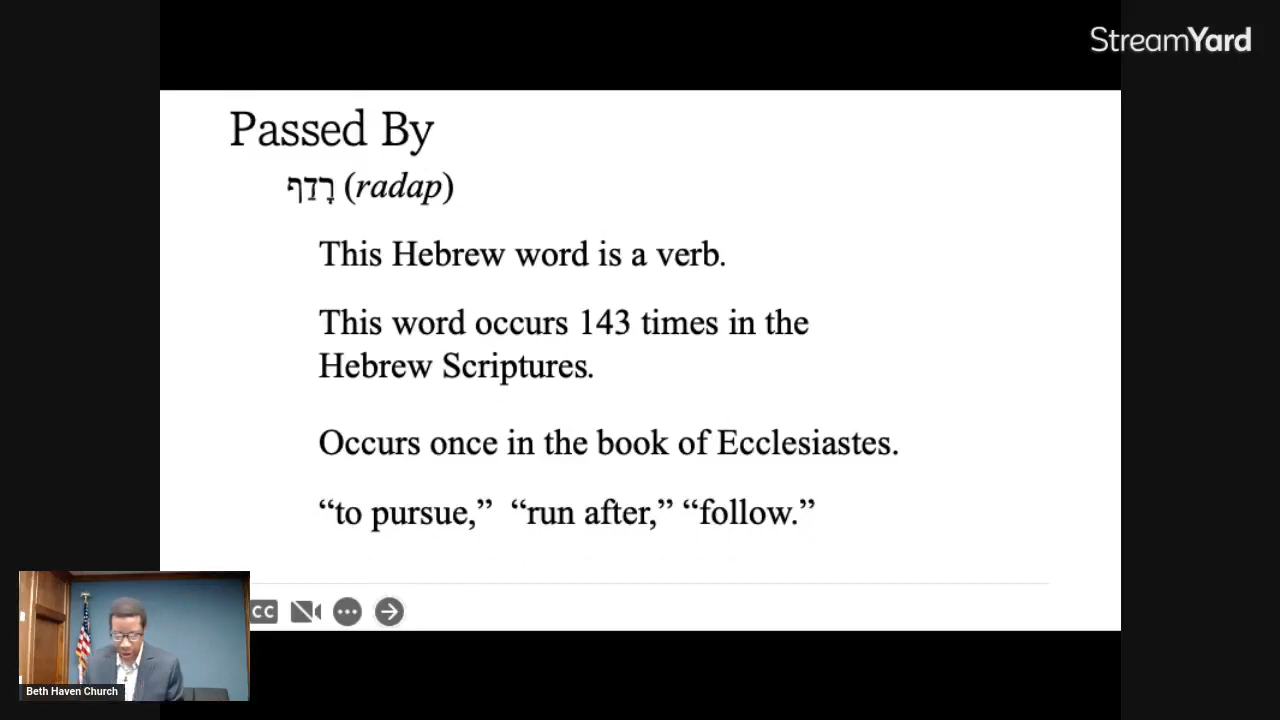 StreamYard
Passed By
רָדַף (radap)
This Hebrew word is a verb.
This word occurs 143 times in the
Hebrew Scriptures.
Occurs once in the book of Ecclesiastes.
“to pursue,”  “run after,” “follow.”
CC
Beth Haven Church